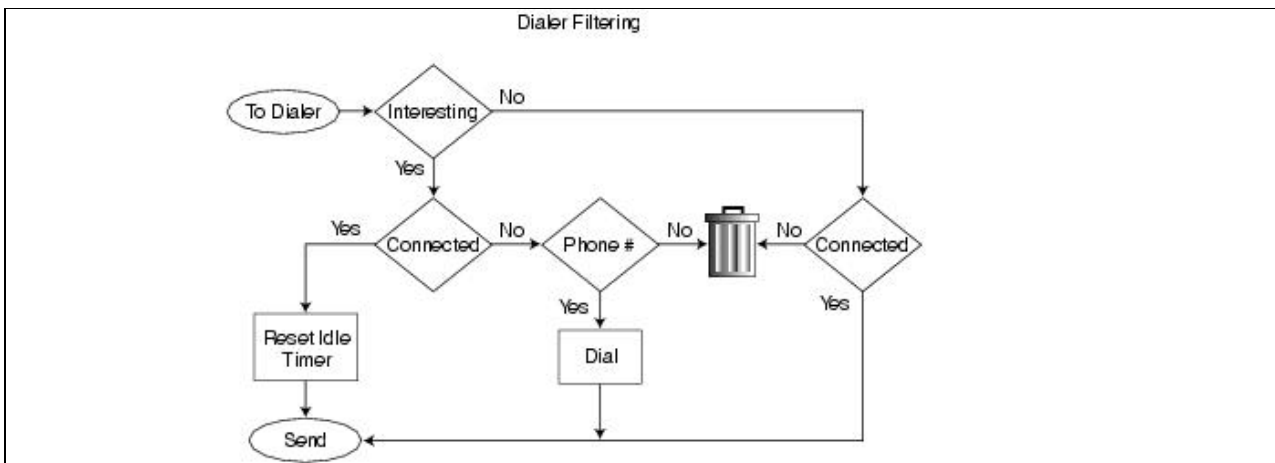 Dialer Filtering
To Dialer
Interesting
No
Yes
Yes
Connected
No
Phone #
No
No
Connected
Yes
Yes
Reset Idle
Timer
Dial
Send